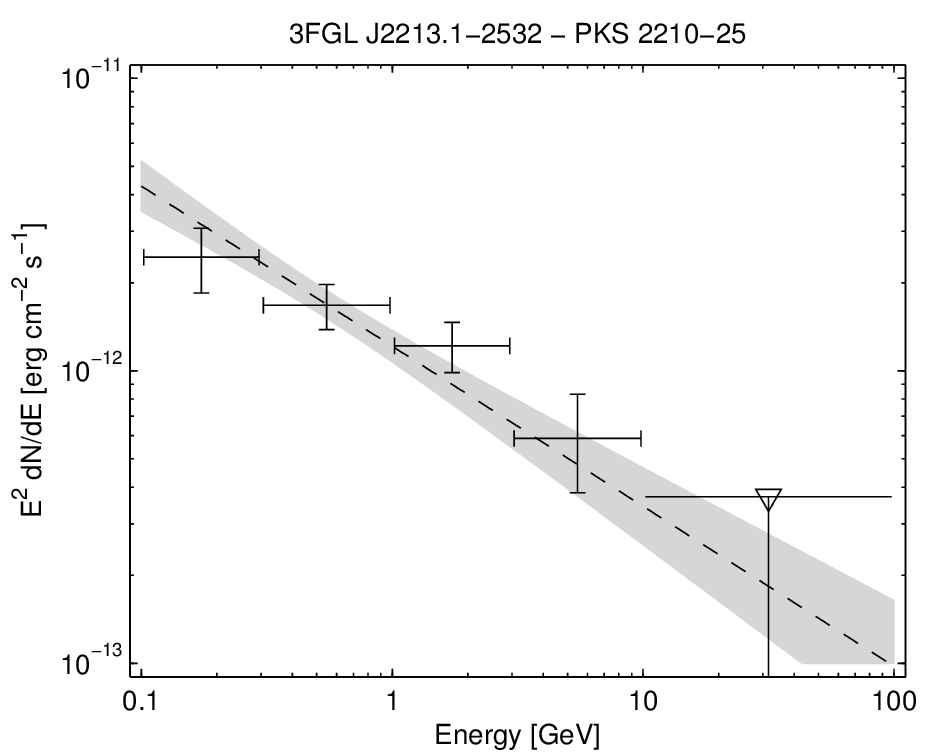 3FGL J2213.1−2532 − PKS 2210−25
10⁻¹¹
10⁻¹²
10⁻¹³
E² dN/dE [erg cm⁻² s⁻¹]
0.1 1 10 100
Energy [GeV]